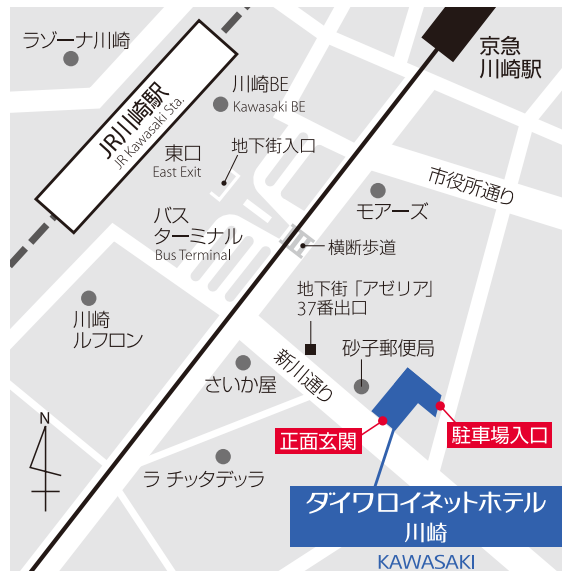 ラゾーナ川崎
京急
川崎駅
JR川崎駅
JR Kawasaki Sta.
川崎BE
Kawasaki BE
地下街入口
東口
East Exit
市役所通り
モアーズ
バス
ターミナル
Bus Terminal
横断歩道
地下街「アゼリア」
37番出口
川崎
ルフロン
砂子郵便局
新川通り
さいか屋
N
正面玄関
駐車場入口
ラ チッタデッラ
ダイワロイネットホテル
川崎
KAWASAKI